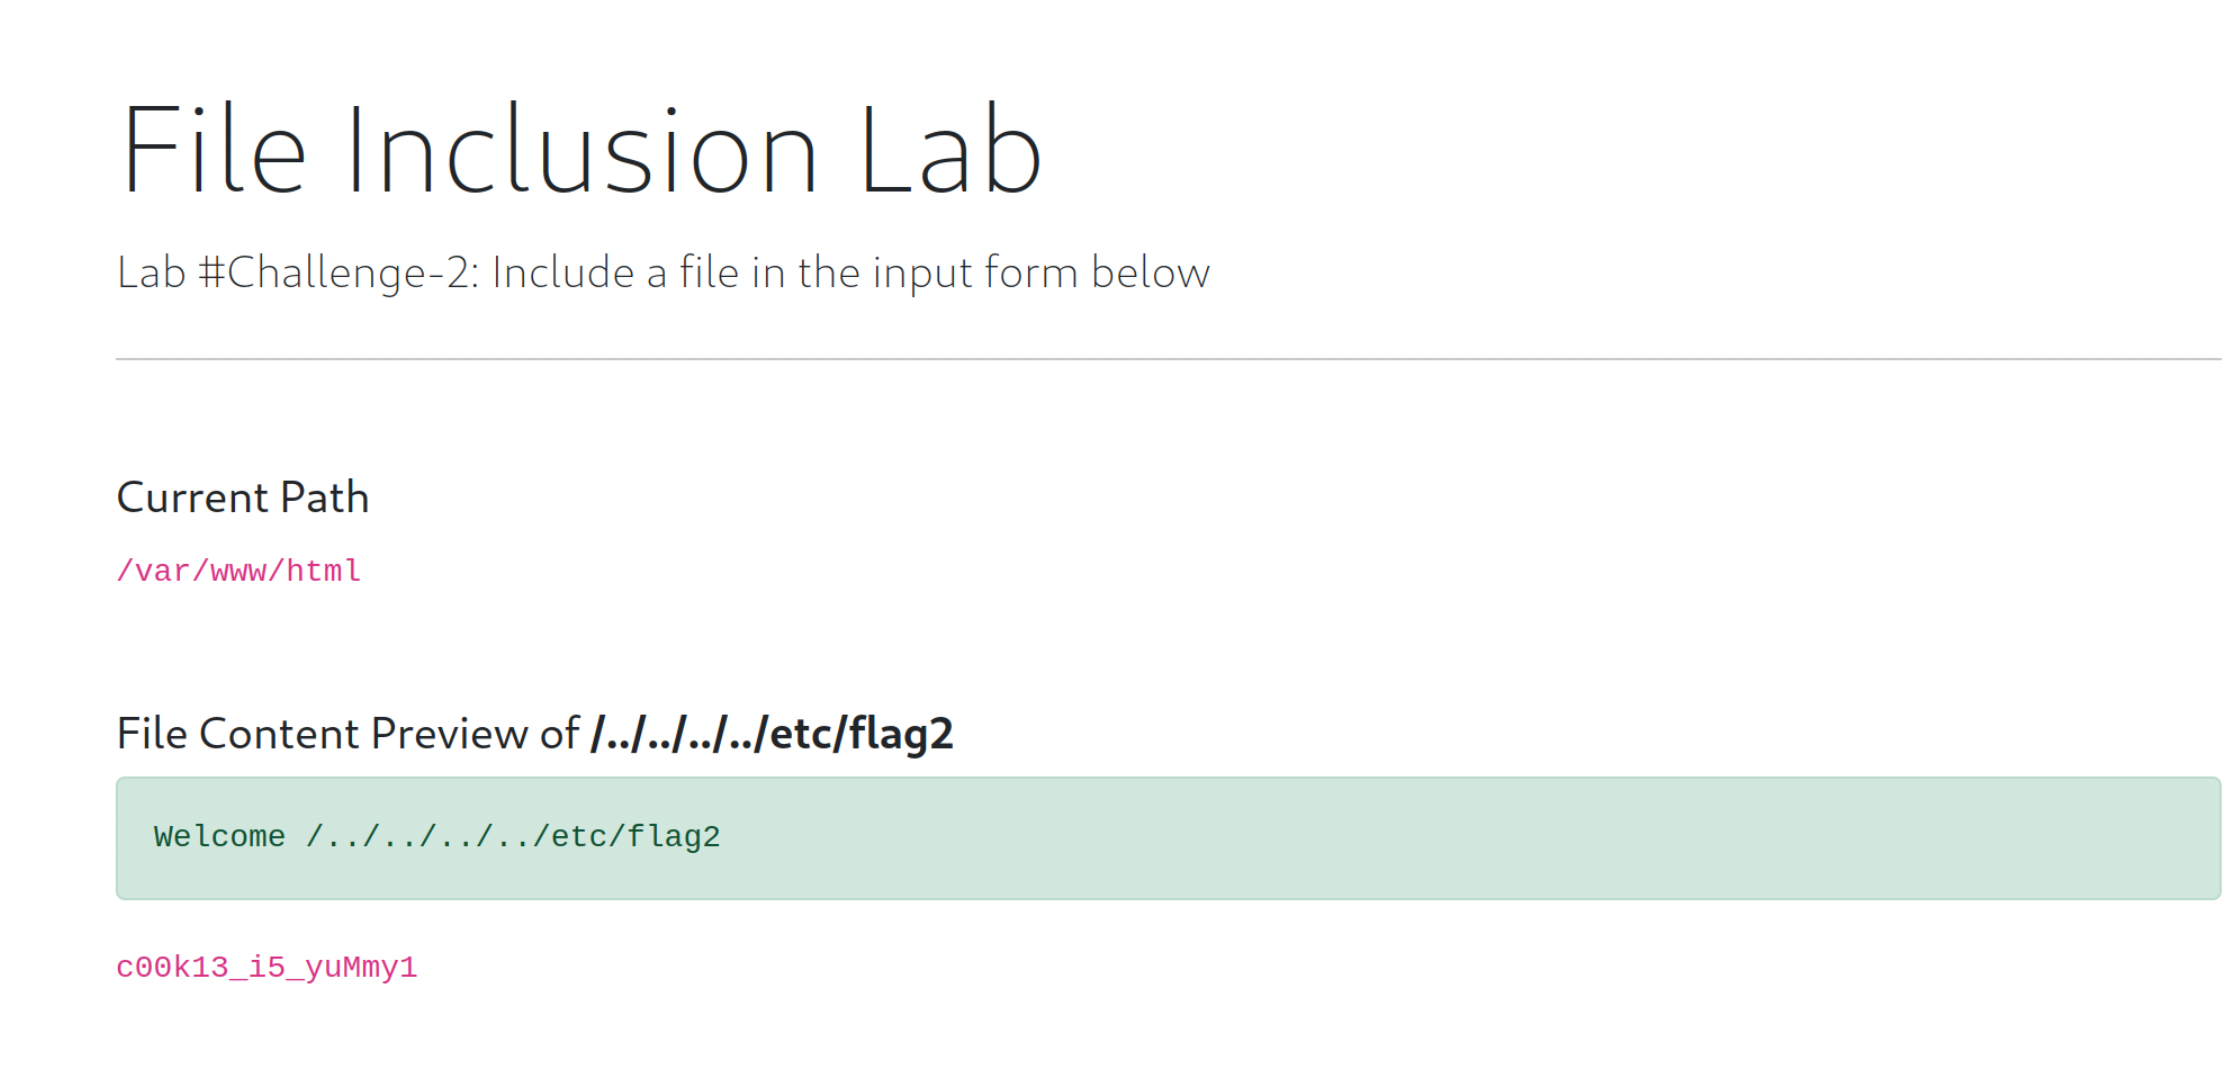 File Inclusion Lab
Lab #Challenge-2: Include a file in the input form below
Current Path
/var/www/html
File Content Preview of /../../../../etc/flag2
Welcome /../../../../etc/flag2
c00k13_i5_yuMmy1